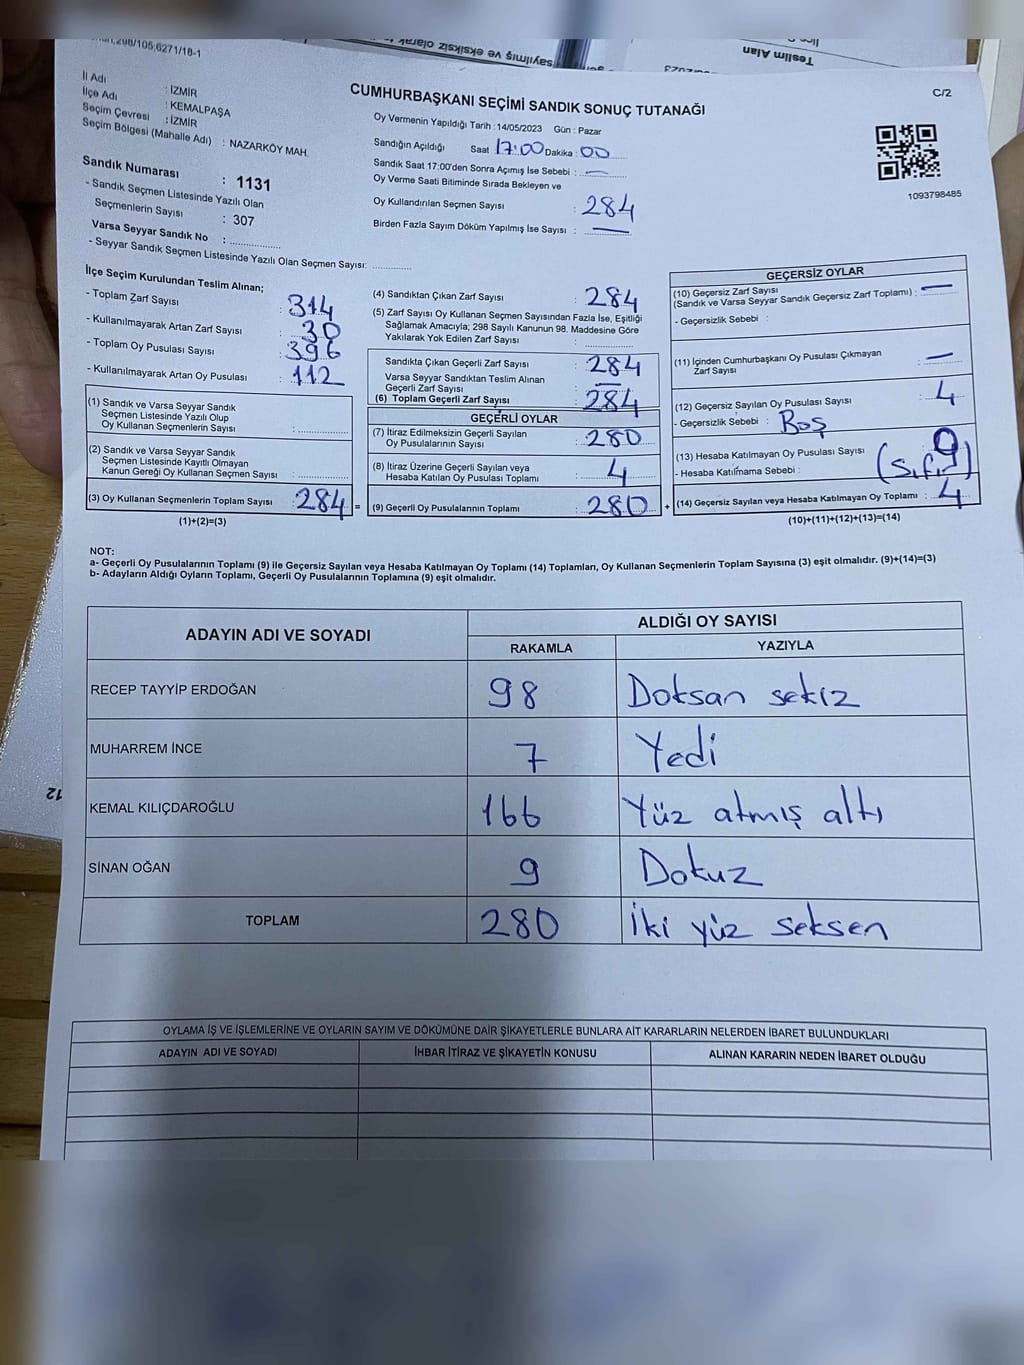 298/105;6271/18-1
sayılmış ve eksiksiz olarak
Teslim Alan
C/2
CUMHURBAŞKANI SEÇİMİ SANDIK SONUÇ TUTANAĞI
İl Adı : İZMİR
İlçe Adı : KEMALPAŞA
Seçim Çevresi : İZMİR
Seçim Bölgesi (Mahalle Adı) : NAZARKÖY MAH.
Sandık Numarası : 1131
- Sandık Seçmen Listesinde Yazılı Olan
Seçmenlerin Sayısı : 307
Varsa Seyyar Sandık No : ..............
- Seyyar Sandık Seçmen Listesinde Yazılı Olan Seçmen Sayısı: ............
Oy Vermenin Yapıldığı Tarih : 14/05/2023 Gün : Pazar
Sandığın Açıldığı Saat 17:00 Dakika : 00
Sandık Saat 17:00'den Sonra Açımış İse Sebebi : —
Oy Verme Saati Bitiminde Sırada Bekleyen ve
Oy Kullandırılan Seçmen Sayısı : 284
Birden Fazla Sayım Döküm Yapılmış İse Sayısı : —
1093798485
İlçe Seçim Kurulundan Teslim Alınan;
- Toplam Zarf Sayısı : 314
- Kullanılmayarak Artan Zarf Sayısı : 30
- Toplam Oy Pusulası Sayısı : 396
- Kullanılmayarak Artan Oy Pusulası : 112
(1) Sandık ve Varsa Seyyar Sandık
Seçmen Listesinde Yazılı Olup
Oy Kullanan Seçmenlerin Sayısı : ..............
(2) Sandık ve Varsa Seyyar Sandık
Seçmen Listesinde Kayıtlı Olmayan
Kanun Gereği Oy Kullanan Seçmen Sayısı : ..............
(3) Oy Kullanan Seçmenlerin Toplam Sayısı : 284 =
(1)+(2)=(3)
(4) Sandıktan Çıkan Zarf Sayısı : 284
(5) Zarf Sayısı Oy Kullanan Seçmen Sayısından Fazla İse, Eşitliği
Sağlamak Amacıyla; 298 Sayılı Kanunun 98. Maddesine Göre
Yakılarak Yok Edilen Zarf Sayısı : ..............
Sandıkta Çıkan Geçerli Zarf Sayısı : 284
Varsa Seyyar Sandıktan Teslim Alınan
Geçerli Zarf Sayısı : —
(6) Toplam Geçerli Zarf Sayısı : 284
GEÇERLİ OYLAR
(7) İtiraz Edilmeksizin Geçerli Sayılan
Oy Pusulalarının Sayısı : 280
(8) İtiraz Üzerine Geçerli Sayılan veya
Hesaba Katılan Oy Pusulası Toplamı : 4
(9) Geçerli Oy Pusulalarının Toplamı : 280 +
GEÇERSİZ OYLAR
(10) Geçersiz Zarf Sayısı
(Sandık ve Varsa Seyyar Sandık Geçersiz Zarf Toplamı) : —
- Geçersizlik Sebebi :
(11) İçinden Cumhurbaşkanı Oy Pusulası Çıkmayan
Zarf Sayısı : —
(12) Geçersiz Sayılan Oy Pusulası Sayısı : 4
- Geçersizlik Sebebi : Boş
(13) Hesaba Katılmayan Oy Pusulası Sayısı
- Hesaba Katılmama Sebebi :
(14) Geçersiz Sayılan veya Hesaba Katılmayan Oy Toplamı : 4
(10)+(11)+(12)+(13)=(14)
NOT:
a- Geçerli Oy Pusulalarının Toplamı (9) ile Geçersiz Sayılan veya Hesaba Katılmayan Oy Toplamı (14) Toplamları, Oy Kullanan Seçmenlerin Toplam Sayısına (3) eşit olmalıdır. (9)+(14)=(3)
b- Adayların Aldığı Oyların Toplamı, Geçerli Oy Pusulalarının Toplamına (9) eşit olmalıdır.
ADAYIN ADI VE SOYADI
ALDIĞI OY SAYISI
RAKAMLA YAZIYLA
RECEP TAYYİP ERDOĞAN 98 Doksan sekiz
MUHARREM İNCE 7 Yedi
KEMAL KILIÇDAROĞLU 166 Yüz atmış altı
SİNAN OĞAN 9 Dokuz
TOPLAM 280 İki yüz seksen
OYLAMA İŞ VE İŞLEMLERİNE VE OYLARIN SAYIM VE DÖKÜMÜNE DAİR ŞİKAYETLERLE BUNLARA AİT KARARLARIN NELERDEN İBARET BULUNDUKLARI
ADAYIN ADI VE SOYADI İHBAR İTİRAZ VE ŞİKAYETİN KONUSU ALINAN KARARIN NEDEN İBARET OLDUĞU
12